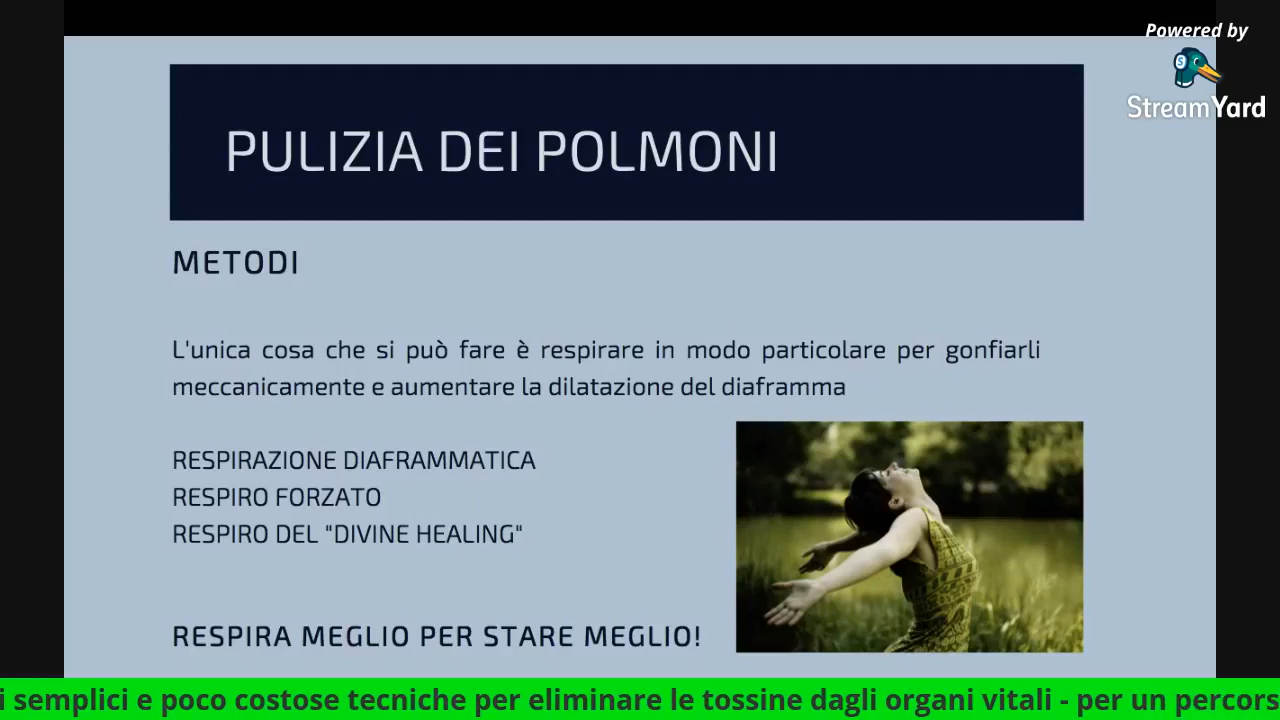 Powered by
StreamYard
PULIZIA DEI POLMONI
METODI
L'unica cosa che si può fare è respirare in modo particolare per gonfiarli
meccanicamente e aumentare la dilatazione del diaframma
RESPIRAZIONE DIAFRAMMATICA
RESPIRO FORZATO
RESPIRO DEL "DIVINE HEALING"
RESPIRA MEGLIO PER STARE MEGLIO!
i semplici e poco costose tecniche per eliminare le tossine dagli organi vitali - per un percors